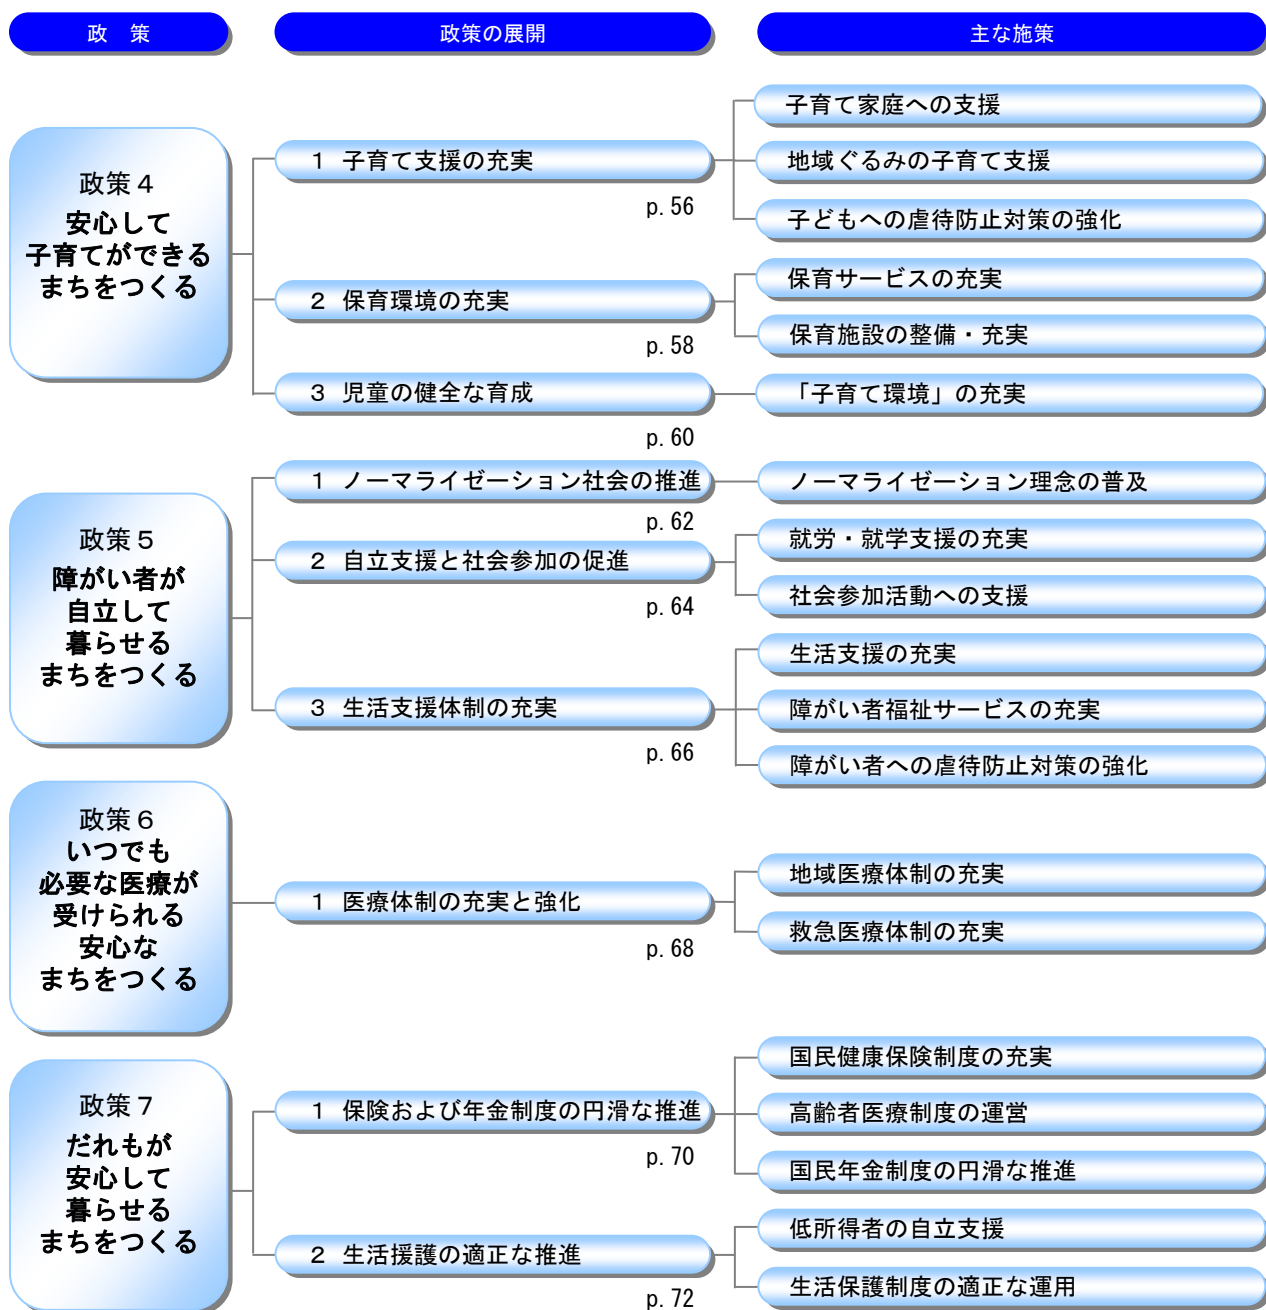 政　策
政策の展開
主な施策
政策４
安心して
子育てができる
まちをつくる
１ 子育て支援の充実
p. 56
子育て家庭への支援
地域ぐるみの子育て支援
子どもへの虐待防止対策の強化
２ 保育環境の充実
p. 58
保育サービスの充実
保育施設の整備・充実
３ 児童の健全な育成
p. 60
「子育て環境」の充実
政策５
障がい者が
自立して
暮らせる
まちをつくる
１ ノーマライゼーション社会の推進
p. 62
ノーマライゼーション理念の普及
２ 自立支援と社会参加の促進
p. 64
就労・就学支援の充実
社会参加活動への支援
３ 生活支援体制の充実
p. 66
生活支援の充実
障がい者福祉サービスの充実
障がい者への虐待防止対策の強化
政策６
いつでも
必要な医療が
受けられる
安心な
まちをつくる
１ 医療体制の充実と強化
p. 68
地域医療体制の充実
救急医療体制の充実
政策７
だれもが
安心して
暮らせる
まちをつくる
１ 保険および年金制度の円滑な推進
p. 70
国民健康保険制度の充実
高齢者医療制度の運営
国民年金制度の円滑な推進
２ 生活援護の適正な推進
p. 72
低所得者の自立支援
生活保護制度の適正な運用